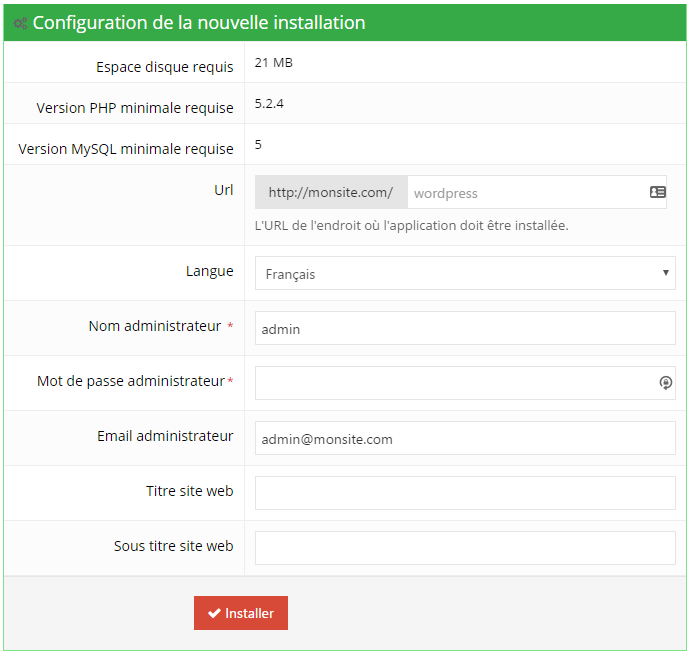 Configuration de la nouvelle installation
Espace disque requis 21 MB
Version PHP minimale requise 5.2.4
Version MySQL minimale requise 5
Url http://monsite.com/ wordpress
L'URL de l'endroit où l'application doit être installée.
Langue Français
Nom administrateur * admin
Mot de passe administrateur*
Email administrateur admin@monsite.com
Titre site web
Sous titre site web
Installer